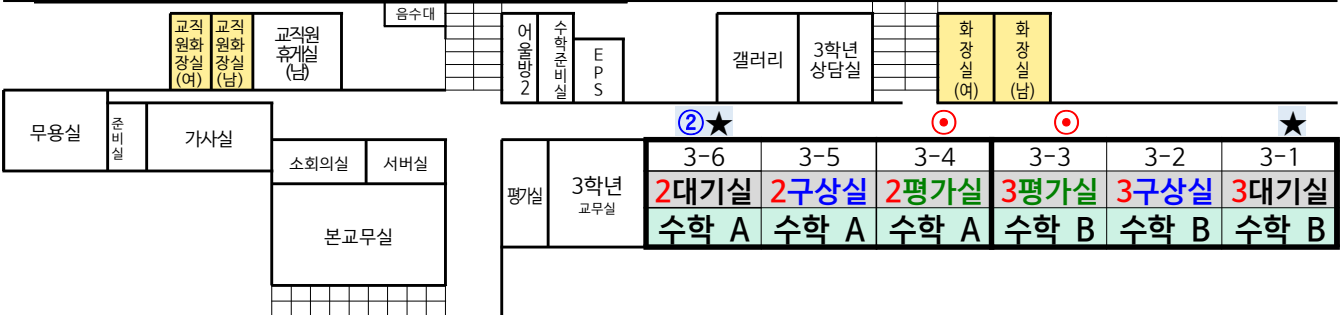 음수대
교직
원화
장실
(여)
교직
원화
장실
(남)
교직원
휴게실
(남)
어울방2
수학준비실
EPS
갤러리
3학년
상담실
화장실
(여)
화장실
(남)
무용실
준비실
가사실
소회의실
서버실
본교무실
평가실
3학년
교무실
②★
★
3-6 3-5 3-4 3-3 3-2 3-1
2대기실 2구상실 2평가실 3평가실 3구상실 3대기실
수학 A 수학 A 수학 A 수학 B 수학 B 수학 B